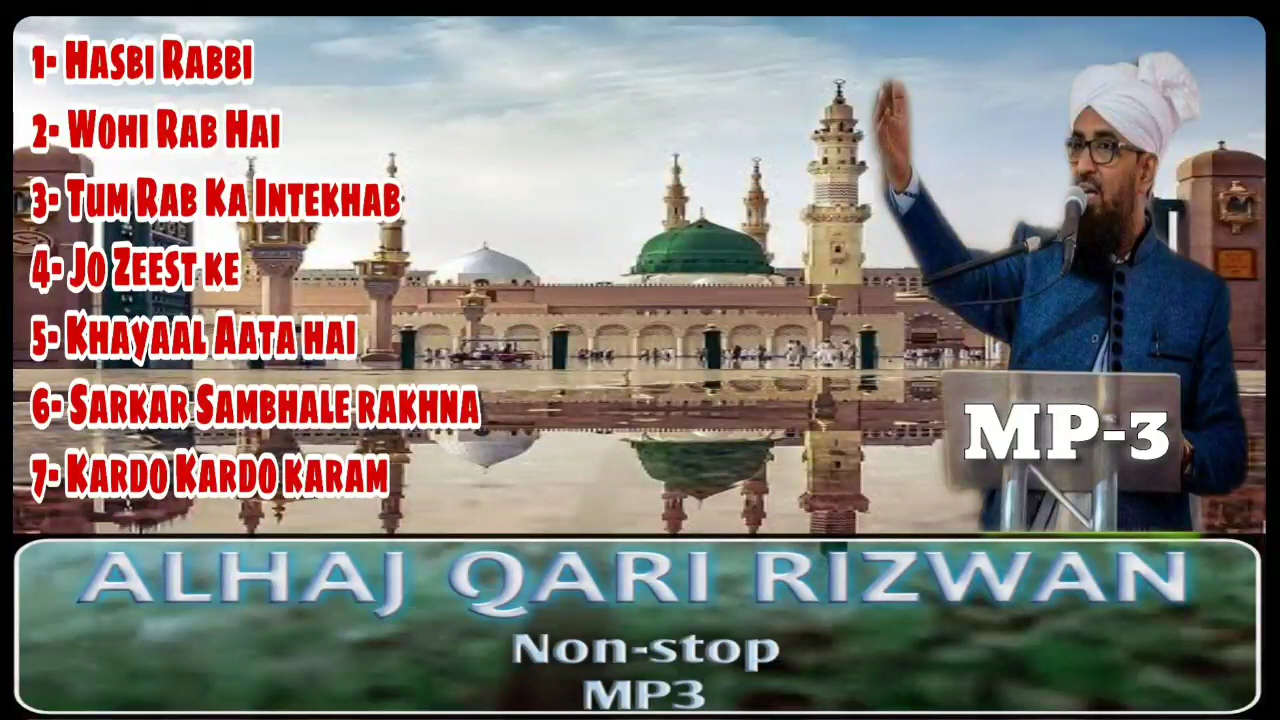 1- Hasbi Rabbi
2- Wohi Rab Hai
3- Tum Rab Ka Intekhab
4- Jo Zeest ke
5- Khayaal Aata hai
6- Sarkar Sambhale rakhna
7- Kardo Kardo karam
MP-3
ALHAJ QARI RIZWAN
Non-stop
MP3